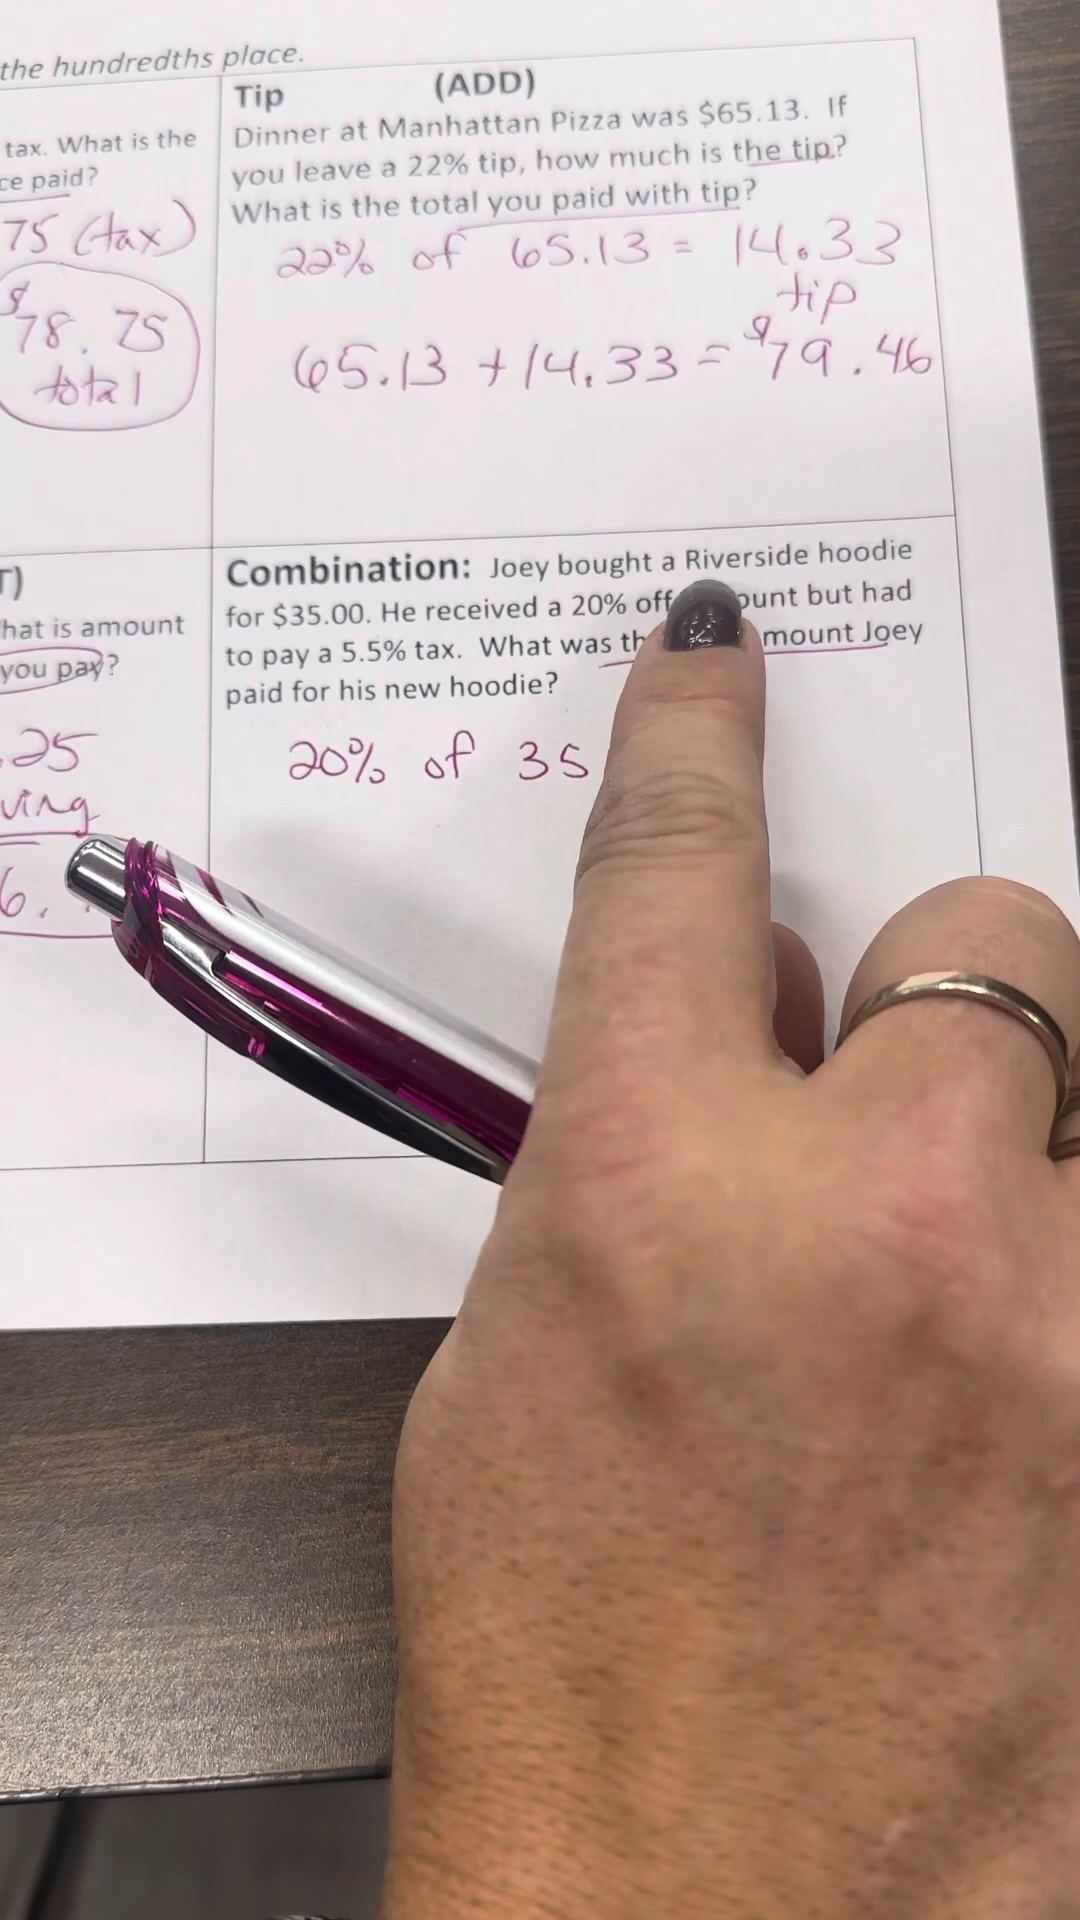 the hundredths place.
tax. What is the
ce paid?
75 (tax)
$78.75
total
Tip (ADD)
Dinner at Manhattan Pizza was $65.13. If
you leave a 22% tip, how much is the tip?
What is the total you paid with tip?
22% of 65.13 = 14.33
tip
65.13 + 14.33 = $79.46
T)
hat is amount
you pay?
.25
ving
6.
Combination: Joey bought a Riverside hoodie
for $35.00. He received a 20% off ount but had
to pay a 5.5% tax. What was th mount Joey
paid for his new hoodie?
20% of 35